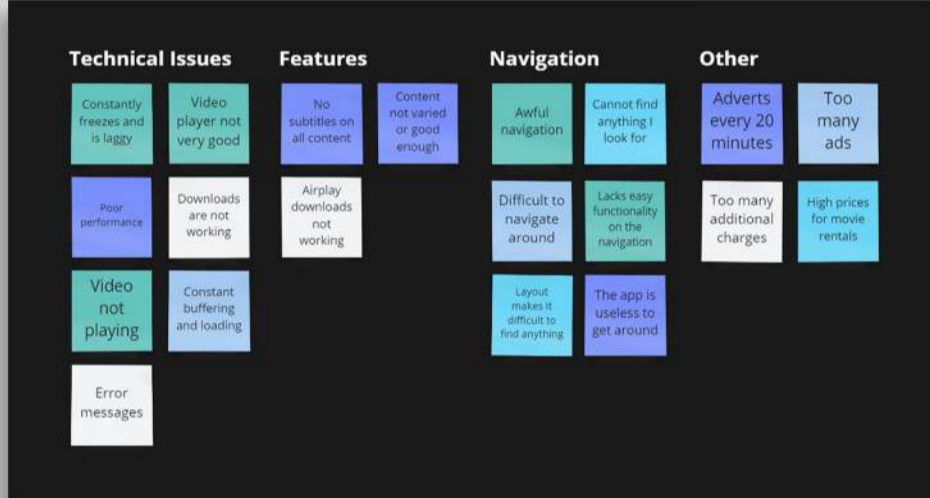 Technical Issues
Constantly
freezes and
is laggy
Video
player not
very good
Poor
performance
Downloads
are not
working
Video
not
playing
Constant
buffering
and loading
Error
messages
Features
No
subtitles on
all content
Content
not varied
or good
enough
Airplay
downloads
not
working
Navigation
Awful
navigation
Cannot find
anything I
look for
Difficult to
navigate
around
Lacks easy
functionality
on the
navigation
Layout
makes it
difficult to
find anything
The app is
useless to
get around
Other
Adverts
every 20
minutes
Too
many
ads
Too many
additional
charges
High prices
for movie
rentals